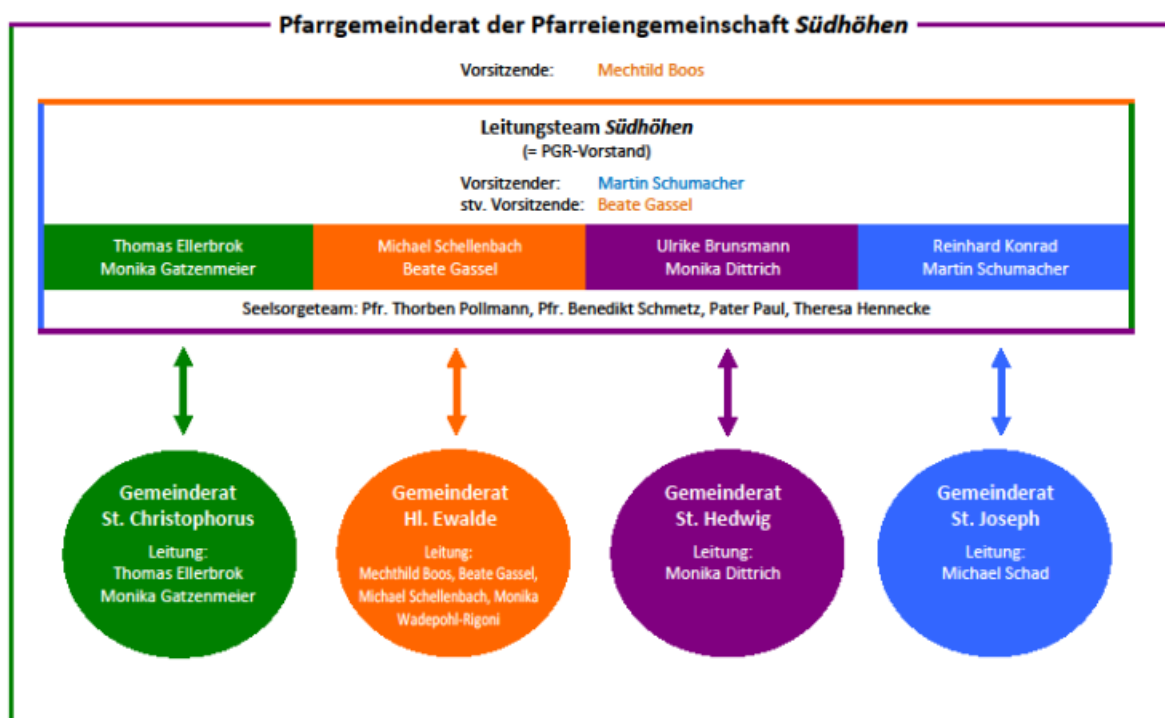 Pfarrgemeinderat der Pfarreiengemeinschaft Südhöhen
Vorsitzende: Mechtild Boos
Leitungsteam Südhöhen
(= PGR-Vorstand)
Vorsitzender: Martin Schumacher
stv. Vorsitzende: Beate Gassel
Thomas Ellerbrok
Monika Gatzenmeier
Michael Schellenbach
Beate Gassel
Ulrike Brunsmann
Monika Dittrich
Reinhard Konrad
Martin Schumacher
Seelsorgeteam: Pfr. Thorben Pollmann, Pfr. Benedikt Schmetz, Pater Paul, Theresa Hennecke
Gemeinderat
St. Christophorus
Leitung:
Thomas Ellerbrok
Monika Gatzenmeier
Gemeinderat
Hl. Ewalde
Leitung:
Mechthild Boos, Beate Gassel,
Michael Schellenbach, Monika
Wadepohl-Rigoni
Gemeinderat
St. Hedwig
Leitung:
Monika Dittrich
Gemeinderat
St. Joseph
Leitung:
Michael Schad